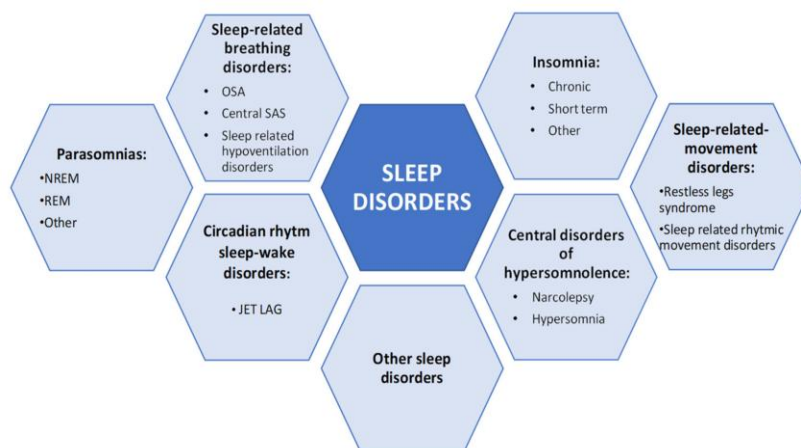 Sleep-related
breathing
disorders:
• OSA
• Central SAS
• Sleep related
hypoventilation
disorders
Insomnia:
• Chronic
• Short term
• Other
Parasomnias:
•NREM
•REM
•Other
SLEEP
DISORDERS
Sleep-related-
movement
disorders:
•Restless legs
syndrome
•Sleep related rhytmic
movement disorders
Circadian rhytm
sleep-wake
disorders:
• JET LAG
Central disorders
of
hypersomnolence:
• Narcolepsy
• Hypersomnia
Other sleep
disorders